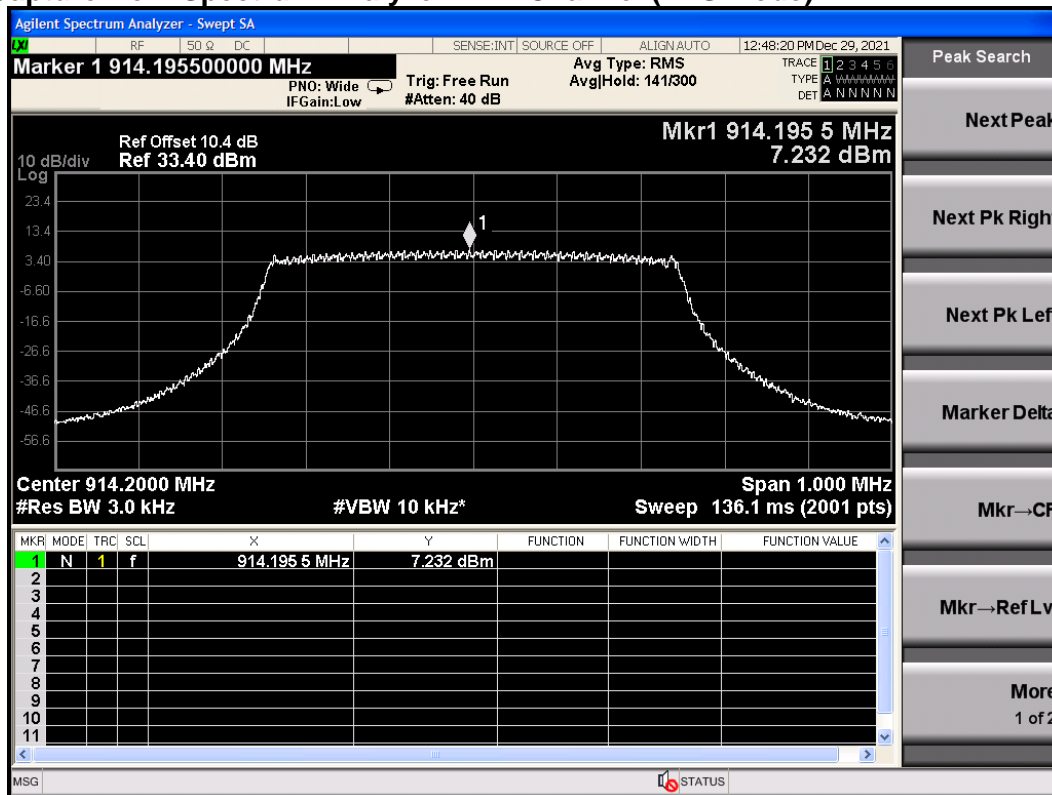 Agilent Spectrum Analyzer - Swept SA
LXI RF 50 Ω DC SENSE:INT SOURCE OFF ALIGN AUTO 12:48:20 PM Dec 29, 2021
Marker 1 914.195500000 MHz
PNO: Wide
IFGain:Low
Trig: Free Run
#Atten: 40 dB
Avg Type: RMS
Avg|Hold: 141/300
TRACE 1 2 3 4 5 6
TYPE A WWWWW
DET A N N N N N
Peak Search
Ref Offset 10.4 dB
Ref 33.40 dBm
10 dB/div
Log
Mkr1 914.195 5 MHz
7.232 dBm
23.4
13.4
3.40
-6.60
-16.6
-26.6
-36.6
-46.6
-56.6
1
Center 914.2000 MHz
Span 1.000 MHz
#Res BW 3.0 kHz
#VBW 10 kHz*
Sweep 136.1 ms (2001 pts)
MKR MODE TRC SCL X Y FUNCTION FUNCTION WIDTH FUNCTION VALUE
1 N 1 f 914.195 5 MHz 7.232 dBm
2
3
4
5
6
7
8
9
10
11
MSG
STATUS
Next Peak
Next Pk Right
Next Pk Left
Marker Delta
Mkr→CF
Mkr→Ref Lv
More
1 of 2